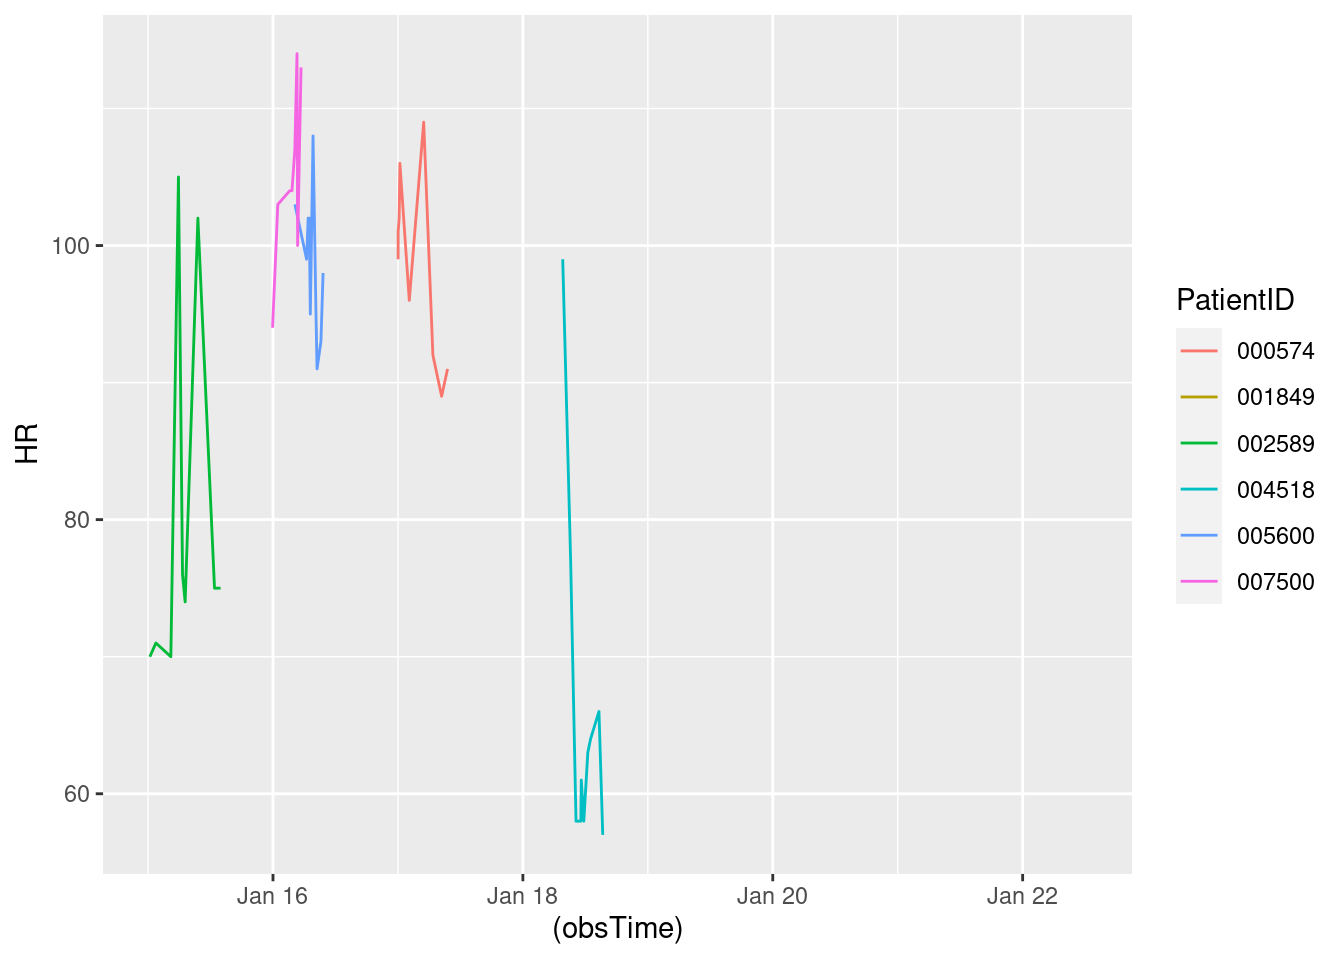 100
80
60
HR
Jan 16
Jan 18
Jan 20
Jan 22
(obsTime)
PatientID
000574
001849
002589
004518
005600
007500